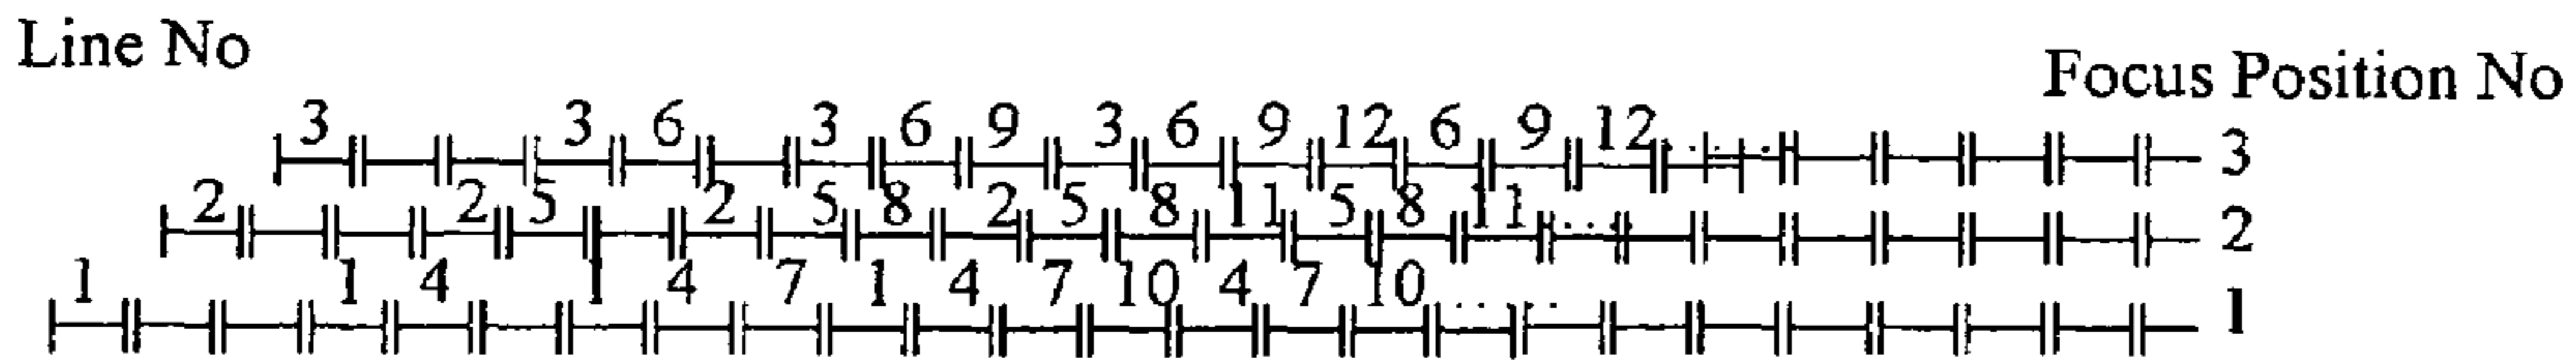 Line No
Focus Position No
3 3 6 3 6 9 3 6 9 12 6 9 12 ...... 3
2 2 5 2 5 8 2 5 8 11 5 8 11 ..... 2
1 1 4 1 4 7 1 4 7 10 4 7 10 ...... 1